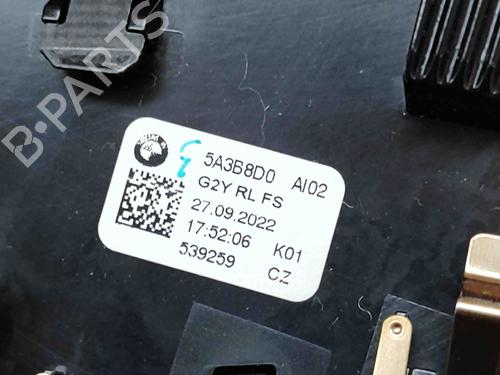 B-PARTS
5A3B8D0 AI02
G2Y RL FS
27.09.2022
17:52:06 K01
539259 CZ